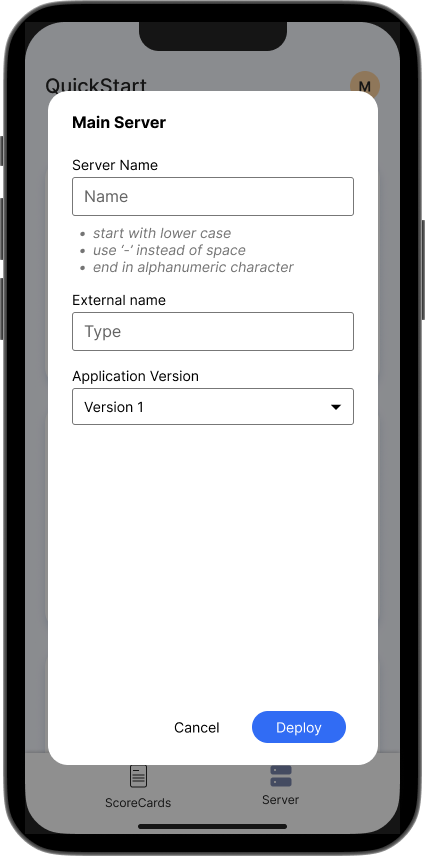 QuickStart
M
Main Server
Server Name
Name
• start with lower case
• use ‘-’ instead of space
• end in alphanumeric character
External name
Type
Application Version
Version 1
Cancel
Deploy
ScoreCards
Server